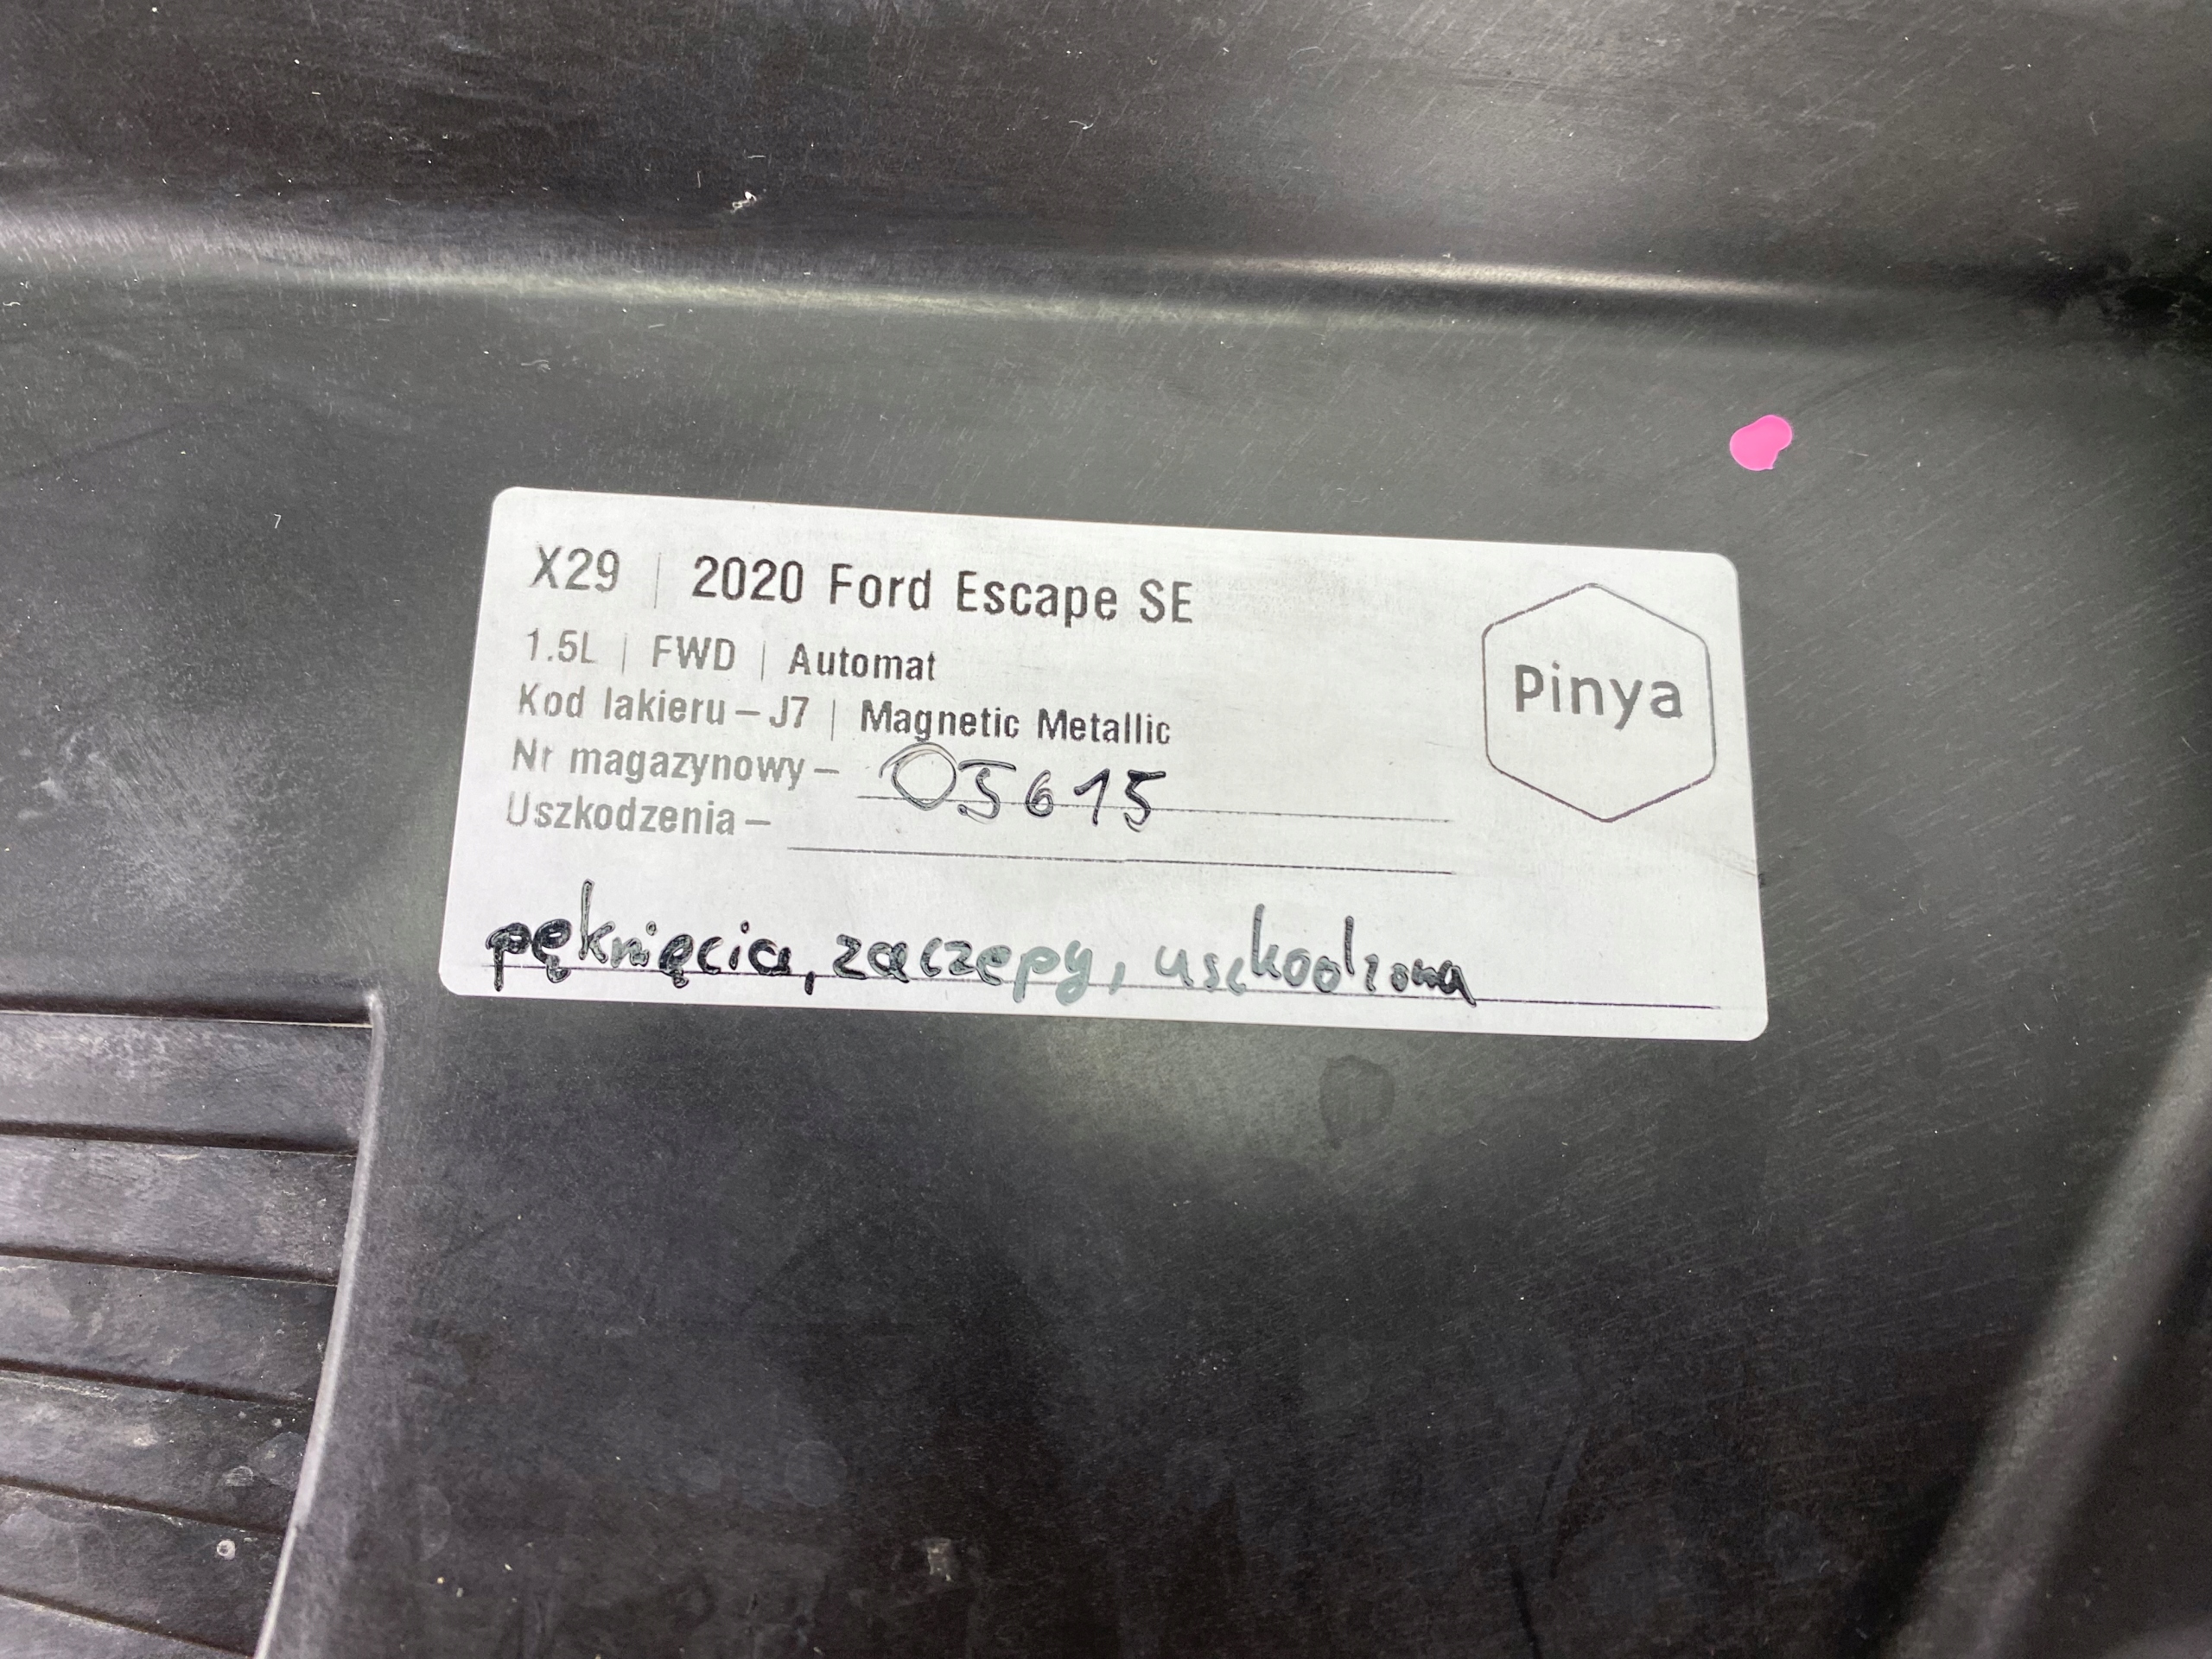 X29 | 2020 Ford Escape SE
1.5L | FWD | Automat
Kod lakieru – J7 | Magnetic Metallic
Nr magazynowy – 05615
Uszkodzenia –
pęknięcia, zaczepy, uszkodzona
Pinya